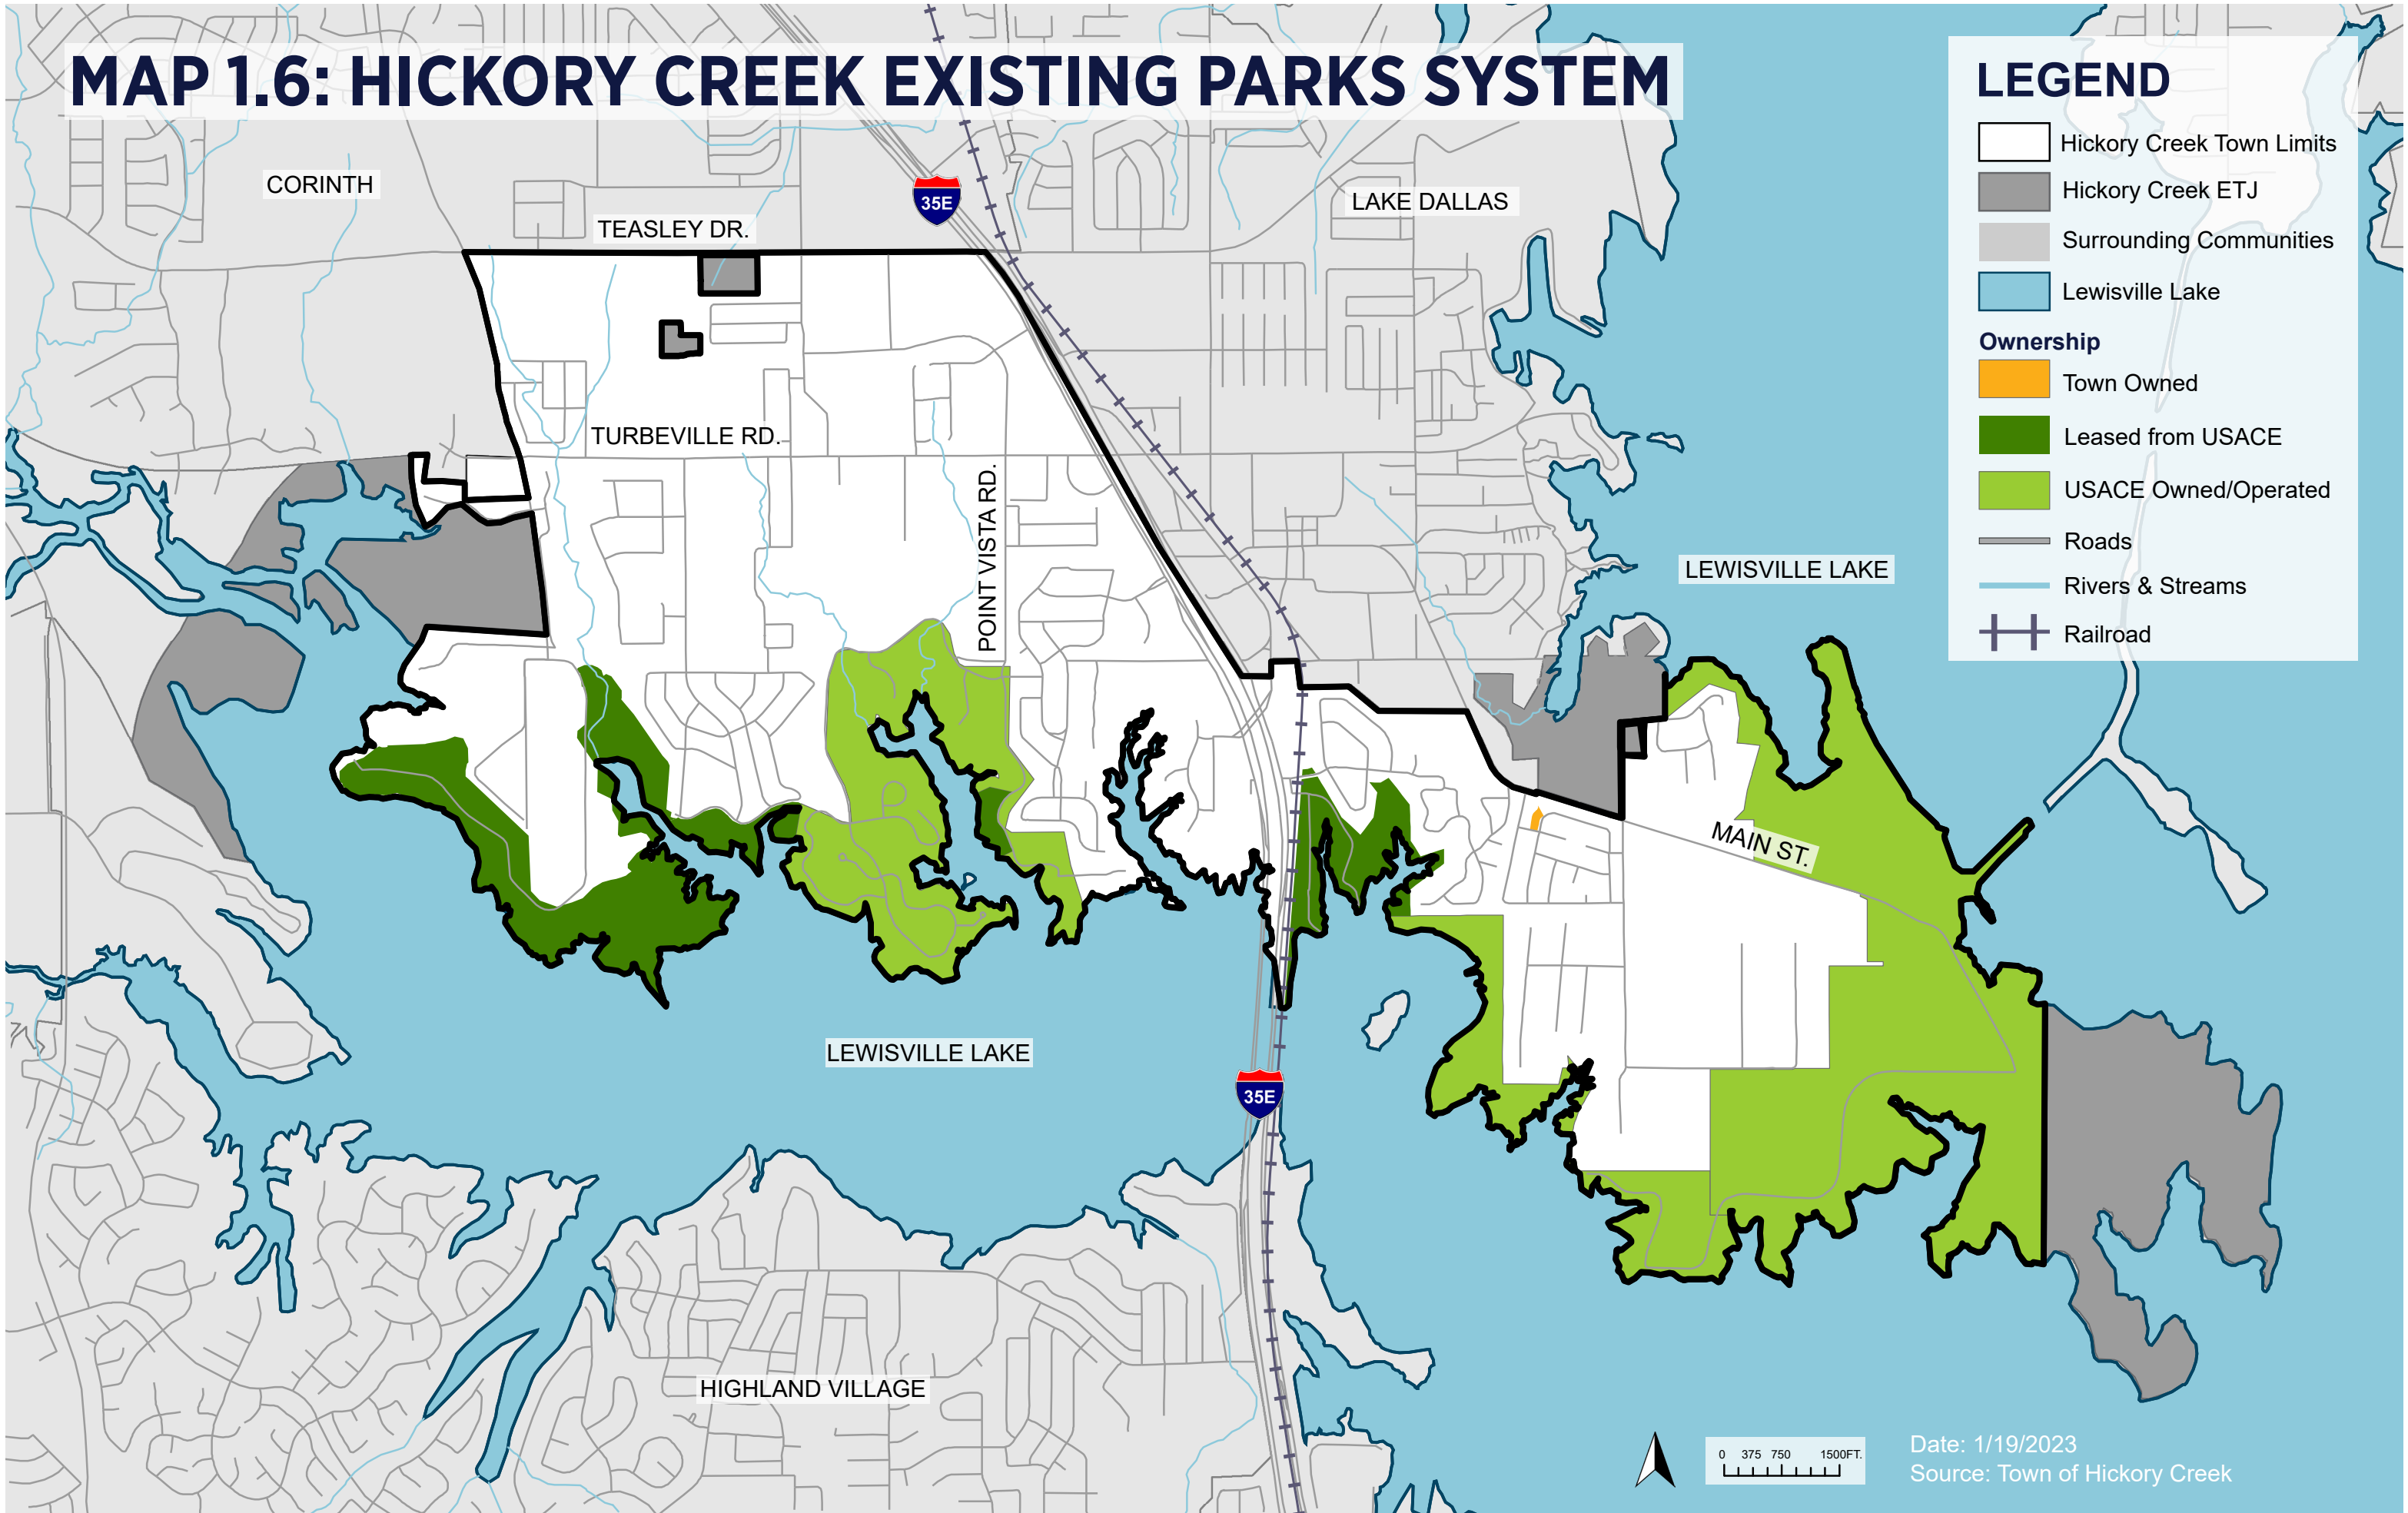 MAP 1.6: HICKORY CREEK EXISTING PARKS SYSTEM
LEGEND
Hickory Creek Town Limits
Hickory Creek ETJ
Surrounding Communities
Lewisville Lake
Ownership
Town Owned
Leased from USACE
USACE Owned/Operated
Roads
Rivers & Streams
Railroad
CORINTH
TEASLEY DR.
35E
LAKE DALLAS
TURBEVILLE RD.
POINT VISTA RD.
LEWISVILLE LAKE
MAIN ST.
LEWISVILLE LAKE
35E
HIGHLAND VILLAGE
0 375 750 1500FT.
Date: 1/19/2023
Source: Town of Hickory Creek